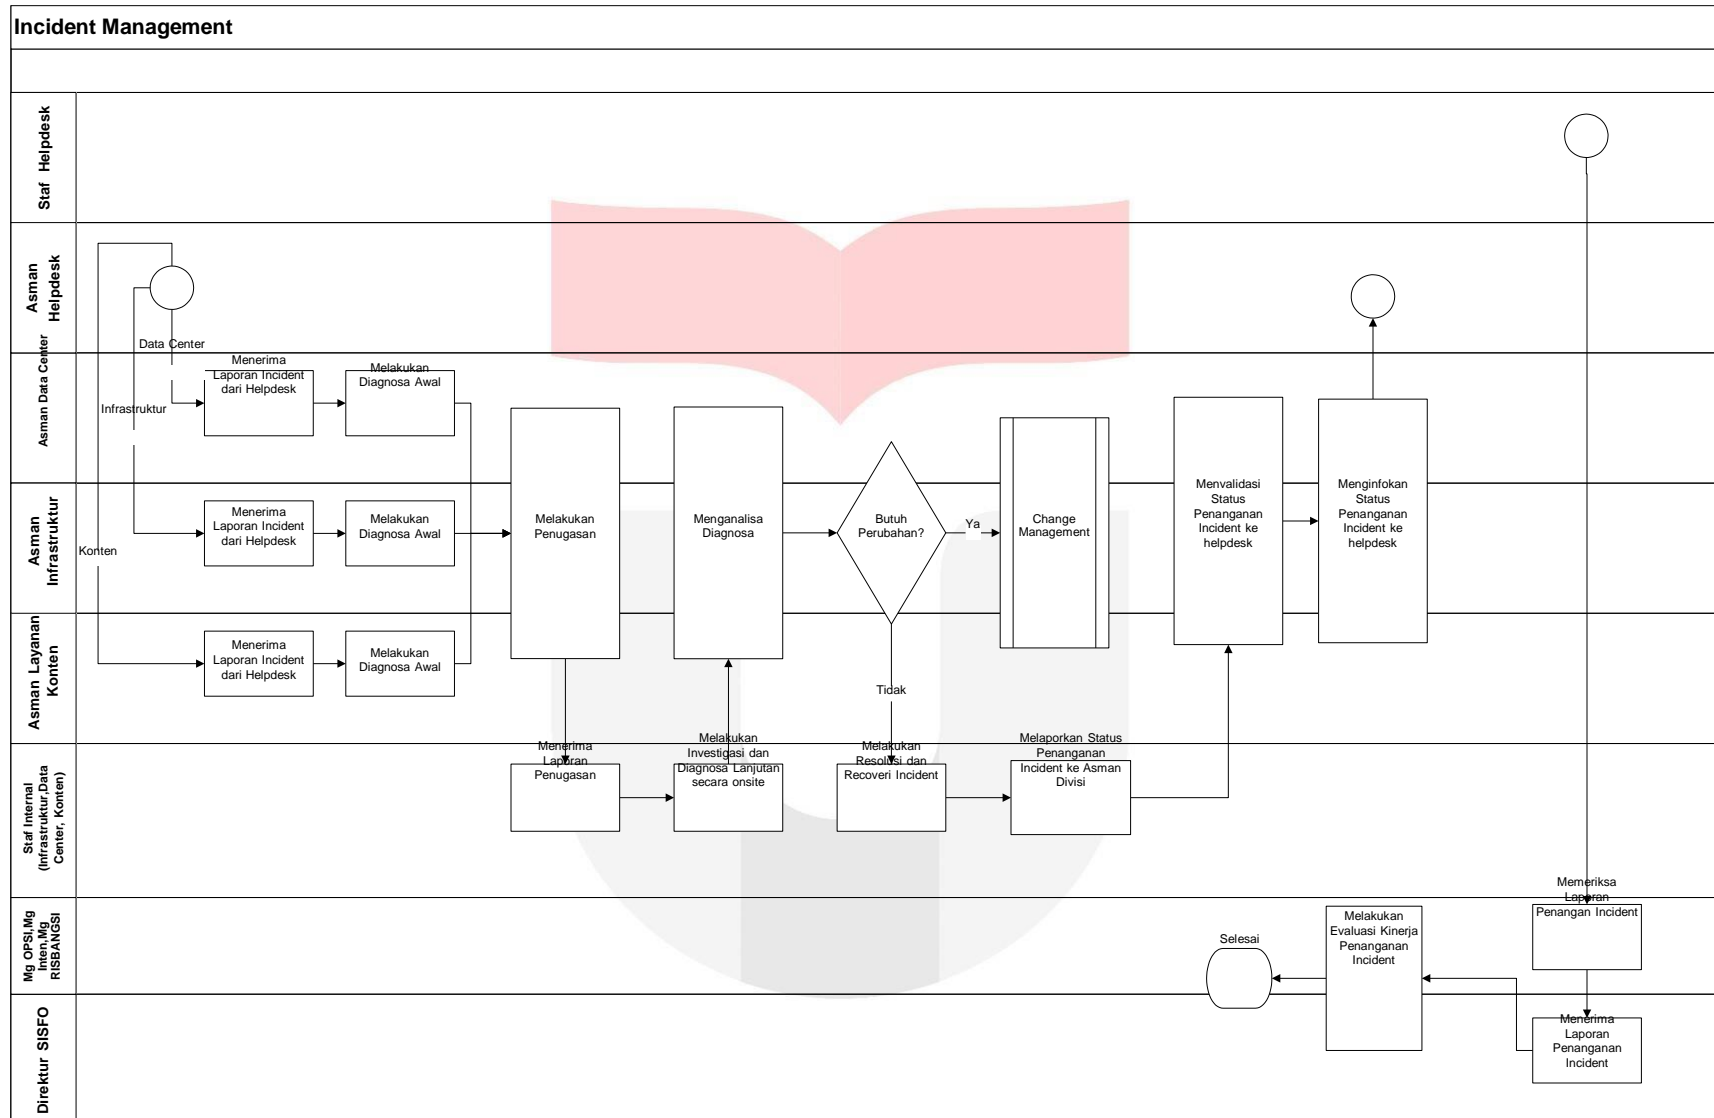 Incident Management
Staf Helpdesk
Asman
Helpdesk
Data Center
Asman Data Center
Menerima
Laporan Incident
dari Helpdesk
Melakukan
Diagnosa Awal
Infrastruktur
Asman
Infrastruktur
Menerima
Laporan Incident
dari Helpdesk
Melakukan
Diagnosa Awal
Melakukan
Penugasan
Menganalisa
Diagnosa
Butuh
Perubahan?
Ya
Change
Management
Menvalidasi
Status
Penanganan
Incident ke
helpdesk
Menginfokan
Status
Penanganan
Incident ke
helpdesk
Konten
Asman Layanan
Konten
Menerima
Laporan Incident
dari Helpdesk
Melakukan
Diagnosa Awal
Tidak
Staf Internal
(Infrastruktur,Data
Center, Konten)
Menerima
Laporan
Penugasan
Melakukan
Investigasi dan
Diagnosa Lanjutan
secara onsite
Melakukan
Resolusi dan
Recoveri Incident
Melaporkan Status
Penanganan
Incident ke Asman
Divisi
Mg OPSI,Mg
Inten,Mg
RISBANGSI
Selesai
Melakukan
Evaluasi Kinerja
Penanganan
Incident
Memeriksa
Laporan
Penangan Incident
Direktur SISFO
Menerima
Laporan
Penanganan
Incident